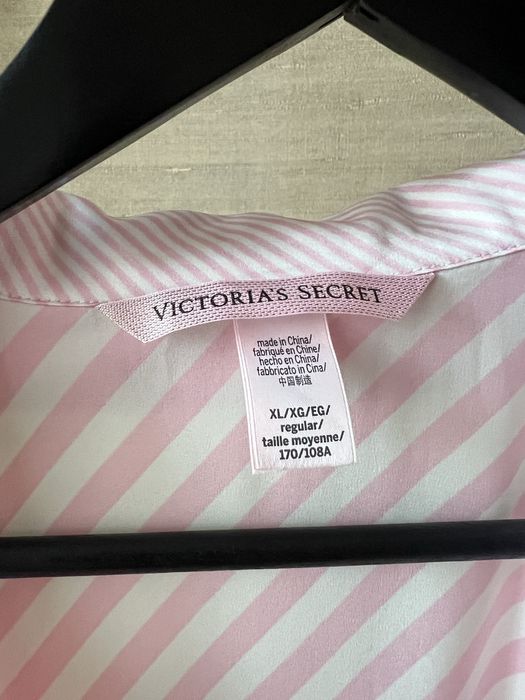 VICTORIA'S SECRET
made in China/
fabriqué en Chine/
hecho en China/
fabbricato in Cina/
中国制造
XL/XG/EG/
regular/
taille moyenne/
170/108A